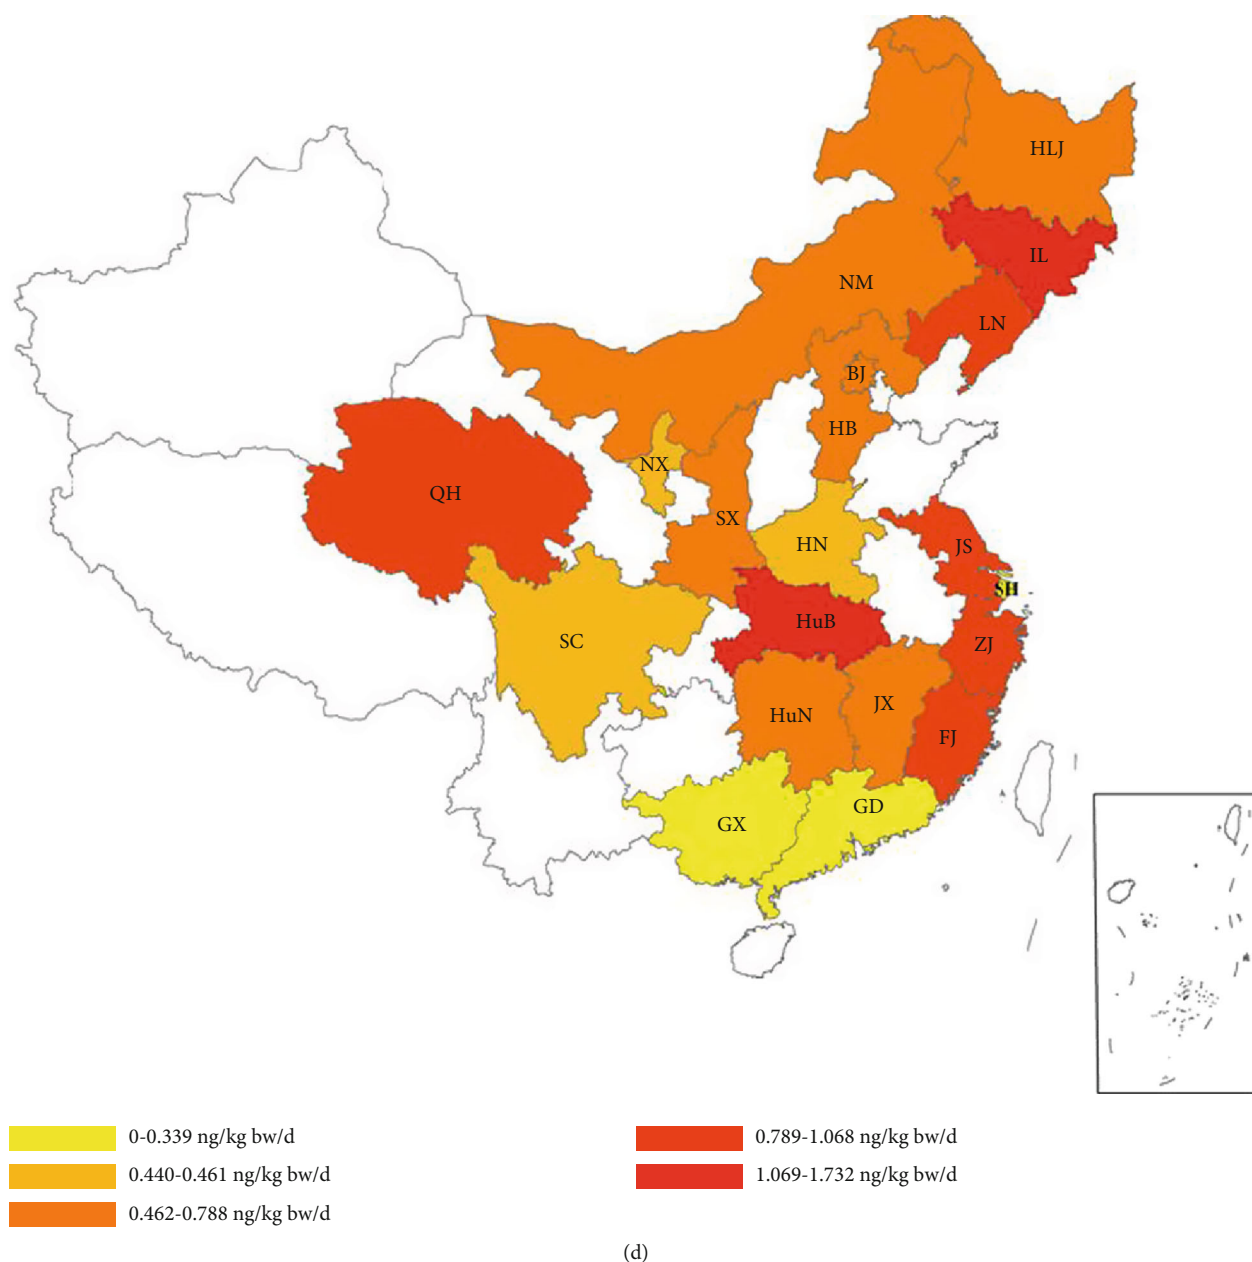 HLJ
IL
NM
LN
BJ
HB
NX
QH
SX
HN
JS
SH
HuB
SC
ZJ
HuN
JX
FJ
GD
GX
0-0.339 ng/kg bw/d
0.440-0.461 ng/kg bw/d
0.462-0.788 ng/kg bw/d
0.789-1.068 ng/kg bw/d
1.069-1.732 ng/kg bw/d
(d)